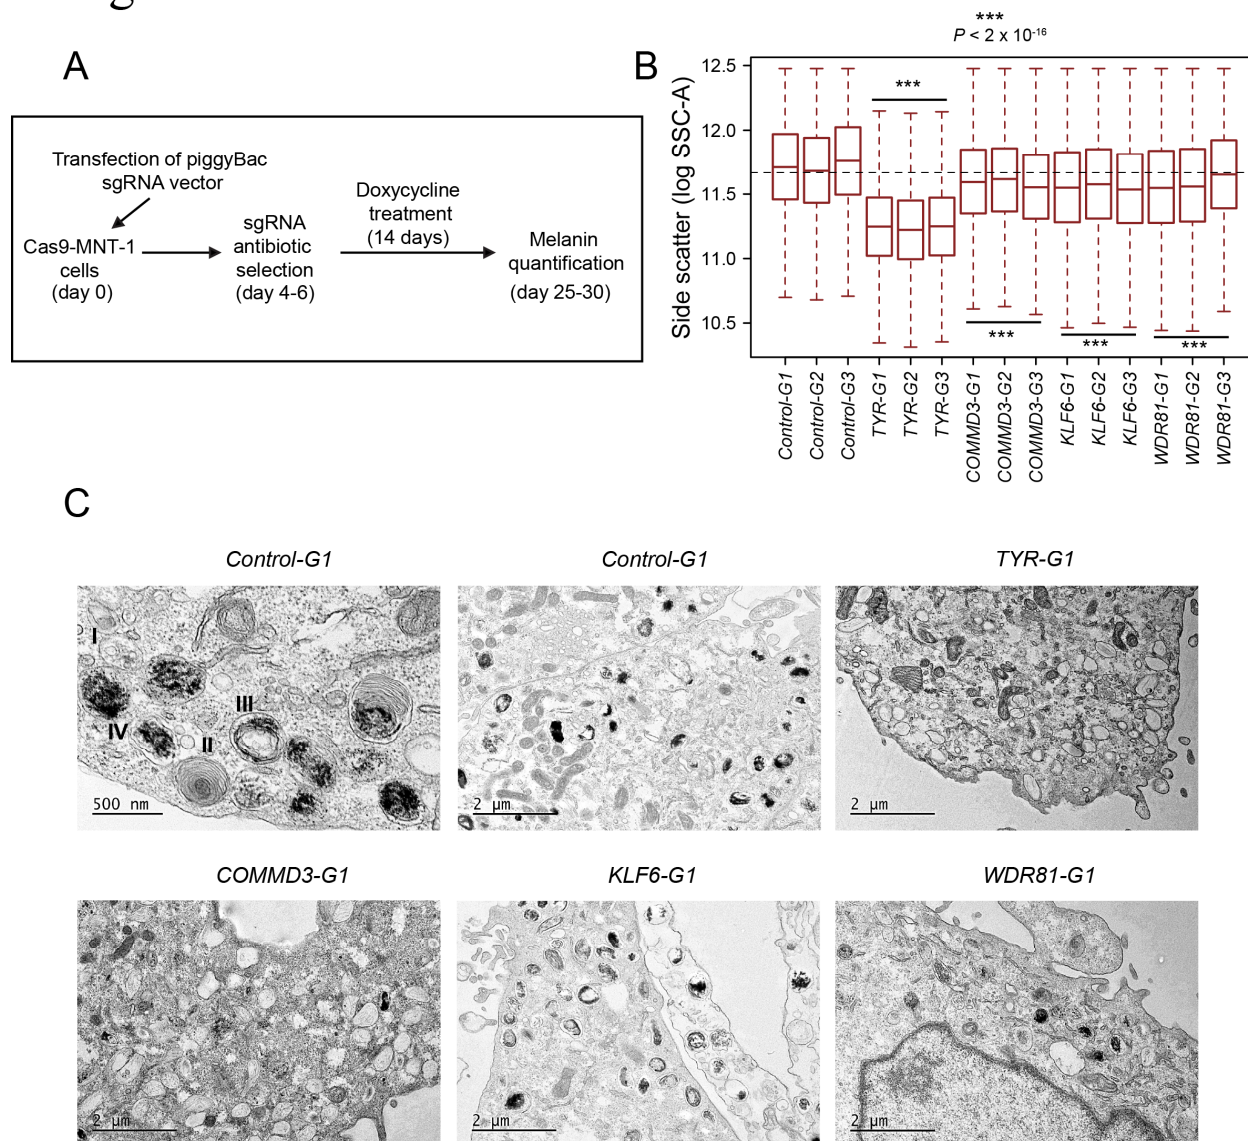 A
Transfection of piggyBac
sgRNA vector
Cas9-MNT-1
cells
(day 0)
sgRNA
antibiotic
selection
(day 4-6)
Doxycycline
treatment
(14 days)
Melanin
quantification
(day 25-30)
B
***
P < 2 x 10-16
Side scatter (log SSC-A)
12.5
12.0
11.5
11.0
10.5
***
***
***
***
Control-G1
Control-G2
Control-G3
TYR-G1
TYR-G2
TYR-G3
COMMD3-G1
COMMD3-G2
COMMD3-G3
KLF6-G1
KLF6-G2
KLF6-G3
WDR81-G1
WDR81-G2
WDR81-G3
C
Control-G1
I
III
IV
II
500 nm
Control-G1
2 µm
TYR-G1
2 µm
COMMD3-G1
2 µm
KLF6-G1
2 µm
WDR81-G1
2 µm